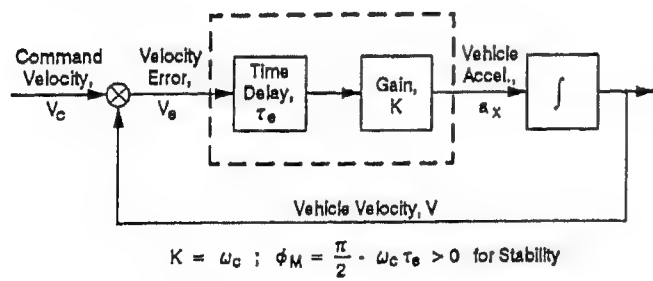 Command
Velocity,
V_c
Velocity
Error,
V_e
Time
Delay,
τ_e
Gain,
K
Vehicle
Accel.,
a_x
∫
Vehicle Velocity, V
K = ω_c ; φ_M = π/2 - ω_c τ_e > 0 for Stability